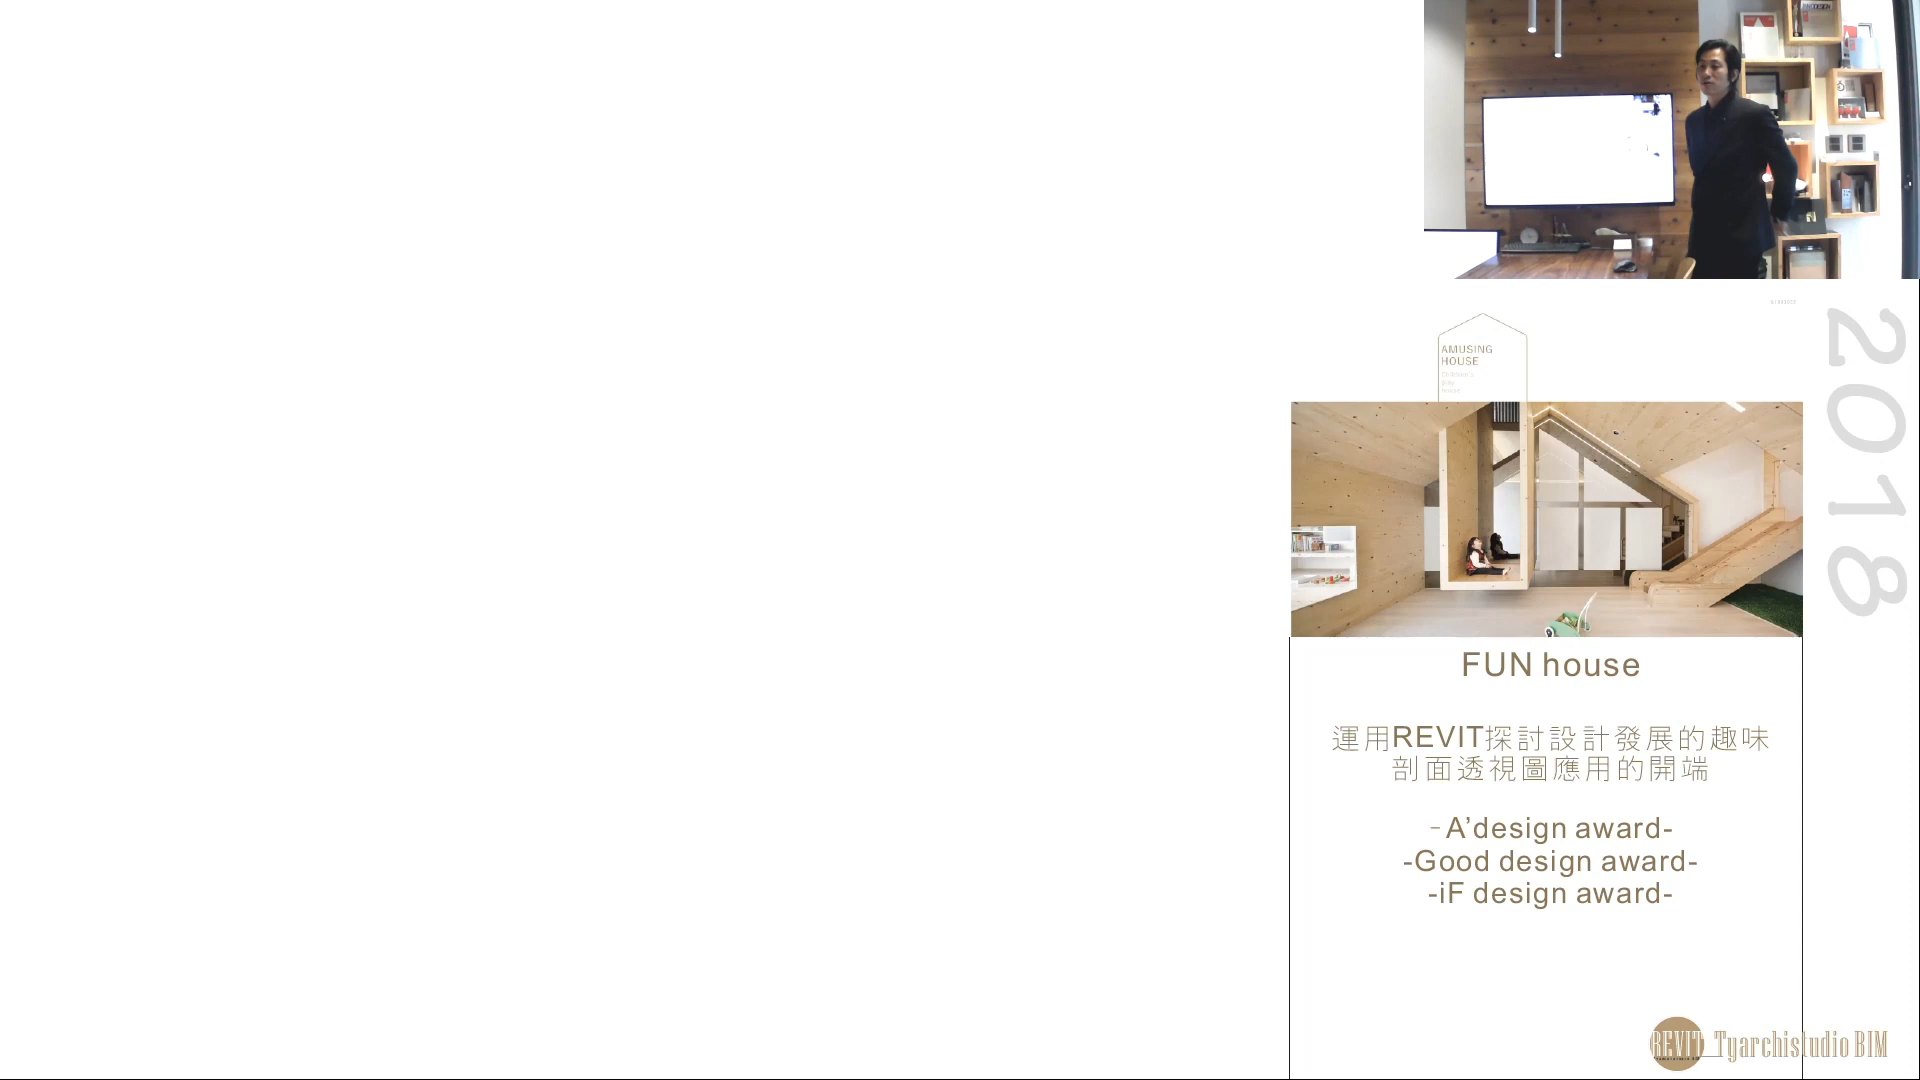 AMUSING
HOUSE
2018
FUN house
運用REVIT探討設計發展的趣味
剖面透視圖應用的開端
-A’design award-
-Good design award-
-iF design award-
REVIT Tyarchistudio BIM